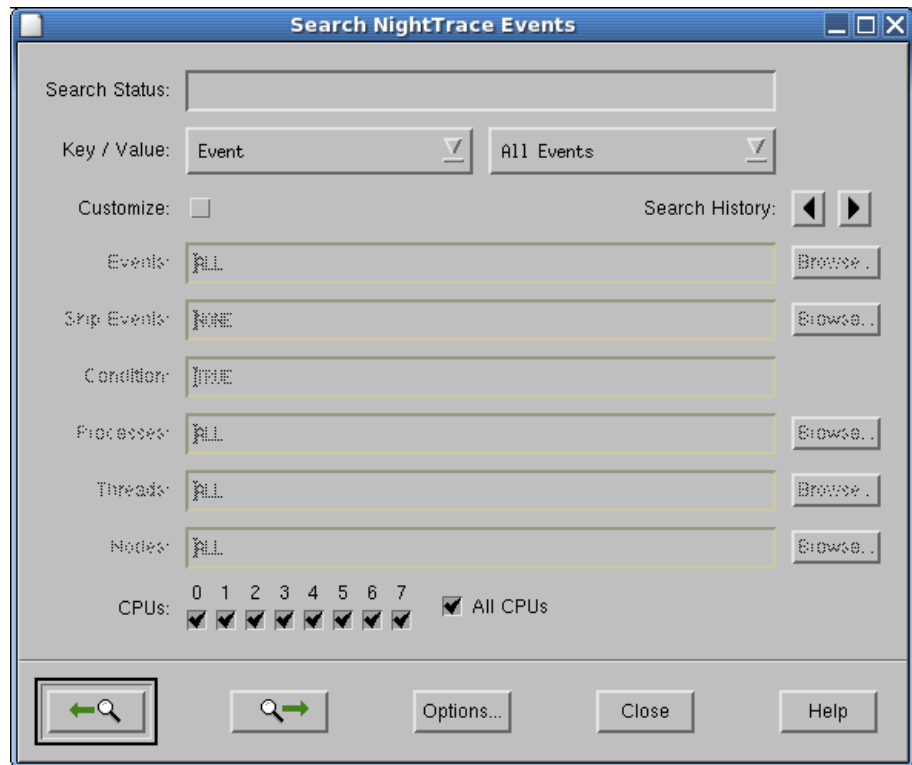 Search NightTrace Events
Search Status:
Key / Value: Event All Events
Customize: Search History:
Events: ALL Browse..
Skip Events: NONE Browse..
Condition: TRUE
Processes: ALL Browse..
Threads: ALL Browse..
Nodes: ALL Browse..
0 1 2 3 4 5 6 7
CPUs: All CPUs
Options... Close Help